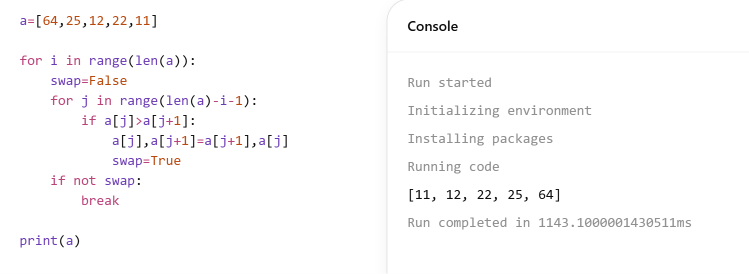 a=[64,25,12,22,11]

for i in range(len(a)):
    swap=False
    for j in range(len(a)-i-1):
        if a[j]>a[j+1]:
            a[j],a[j+1]=a[j+1],a[j]
            swap=True
    if not swap:
        break

print(a)
Console
Run started
Initializing environment
Installing packages
Running code
[11, 12, 22, 25, 64]
Run completed in 1143.1000001430511ms